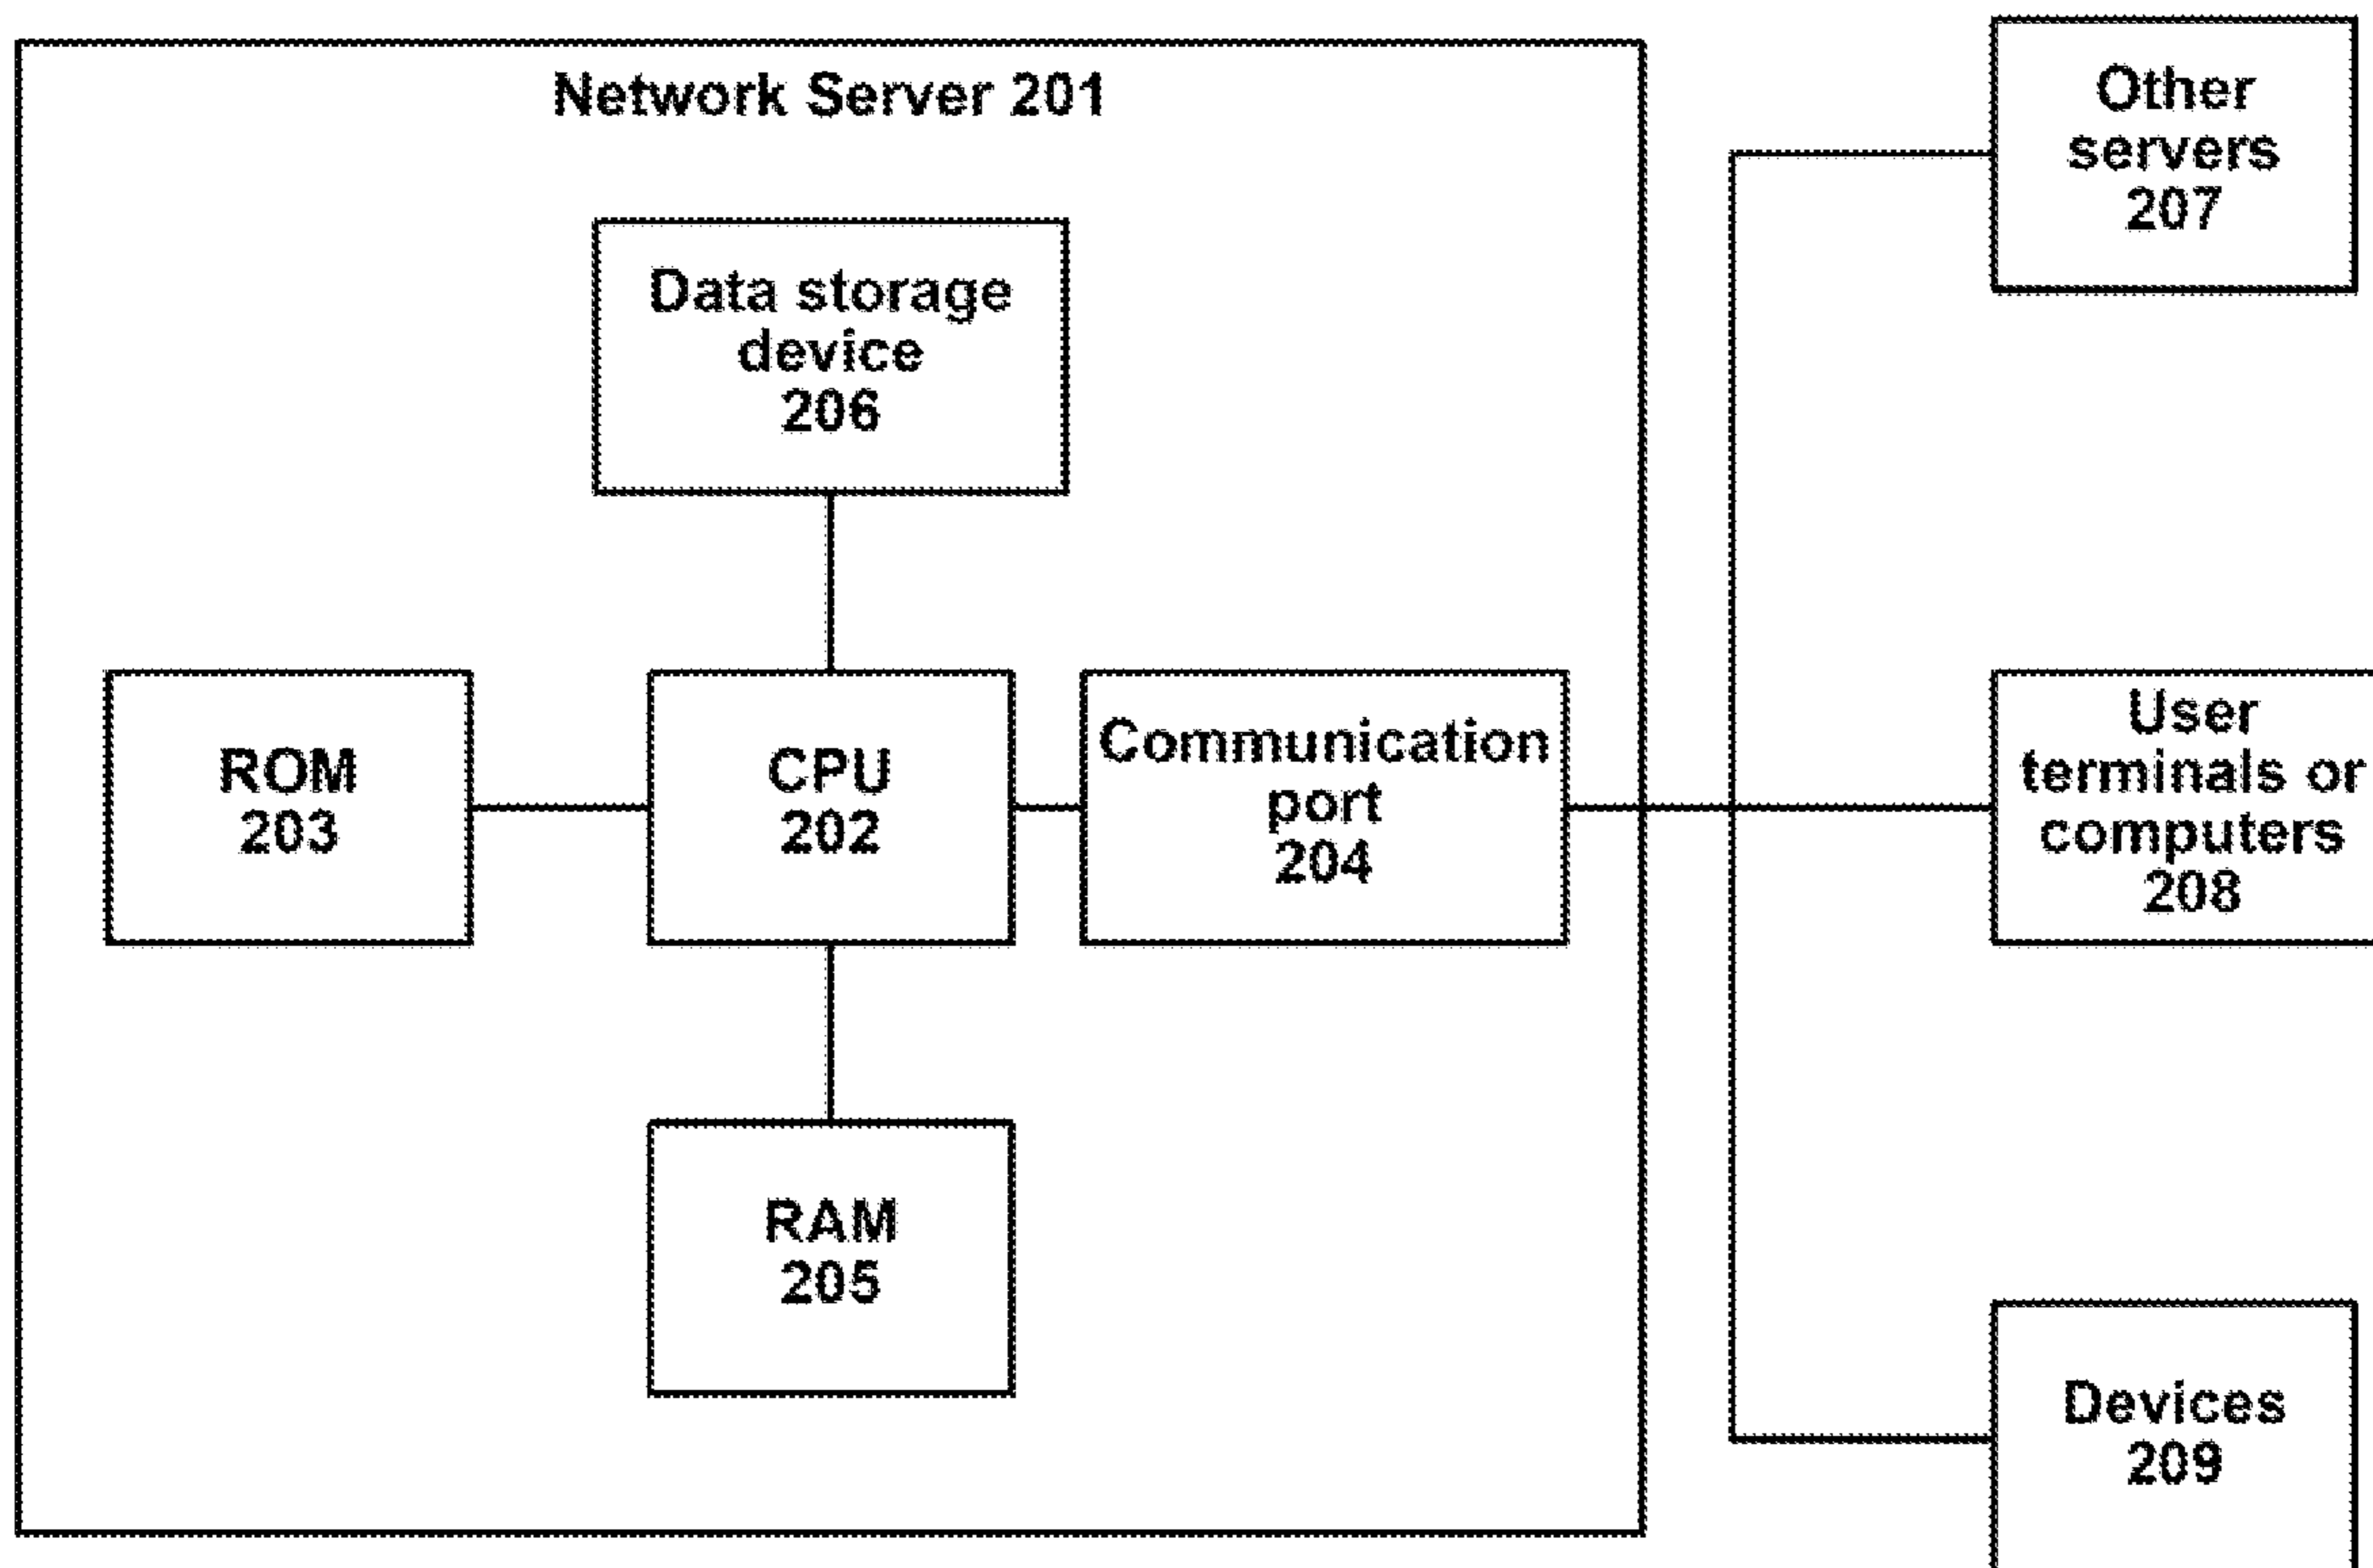 Network Server 201
Data storage
device
206
ROM
203
CPU
202
Communication
port
204
RAM
205
Other
servers
207
User
terminals or
computers
208
Devices
209